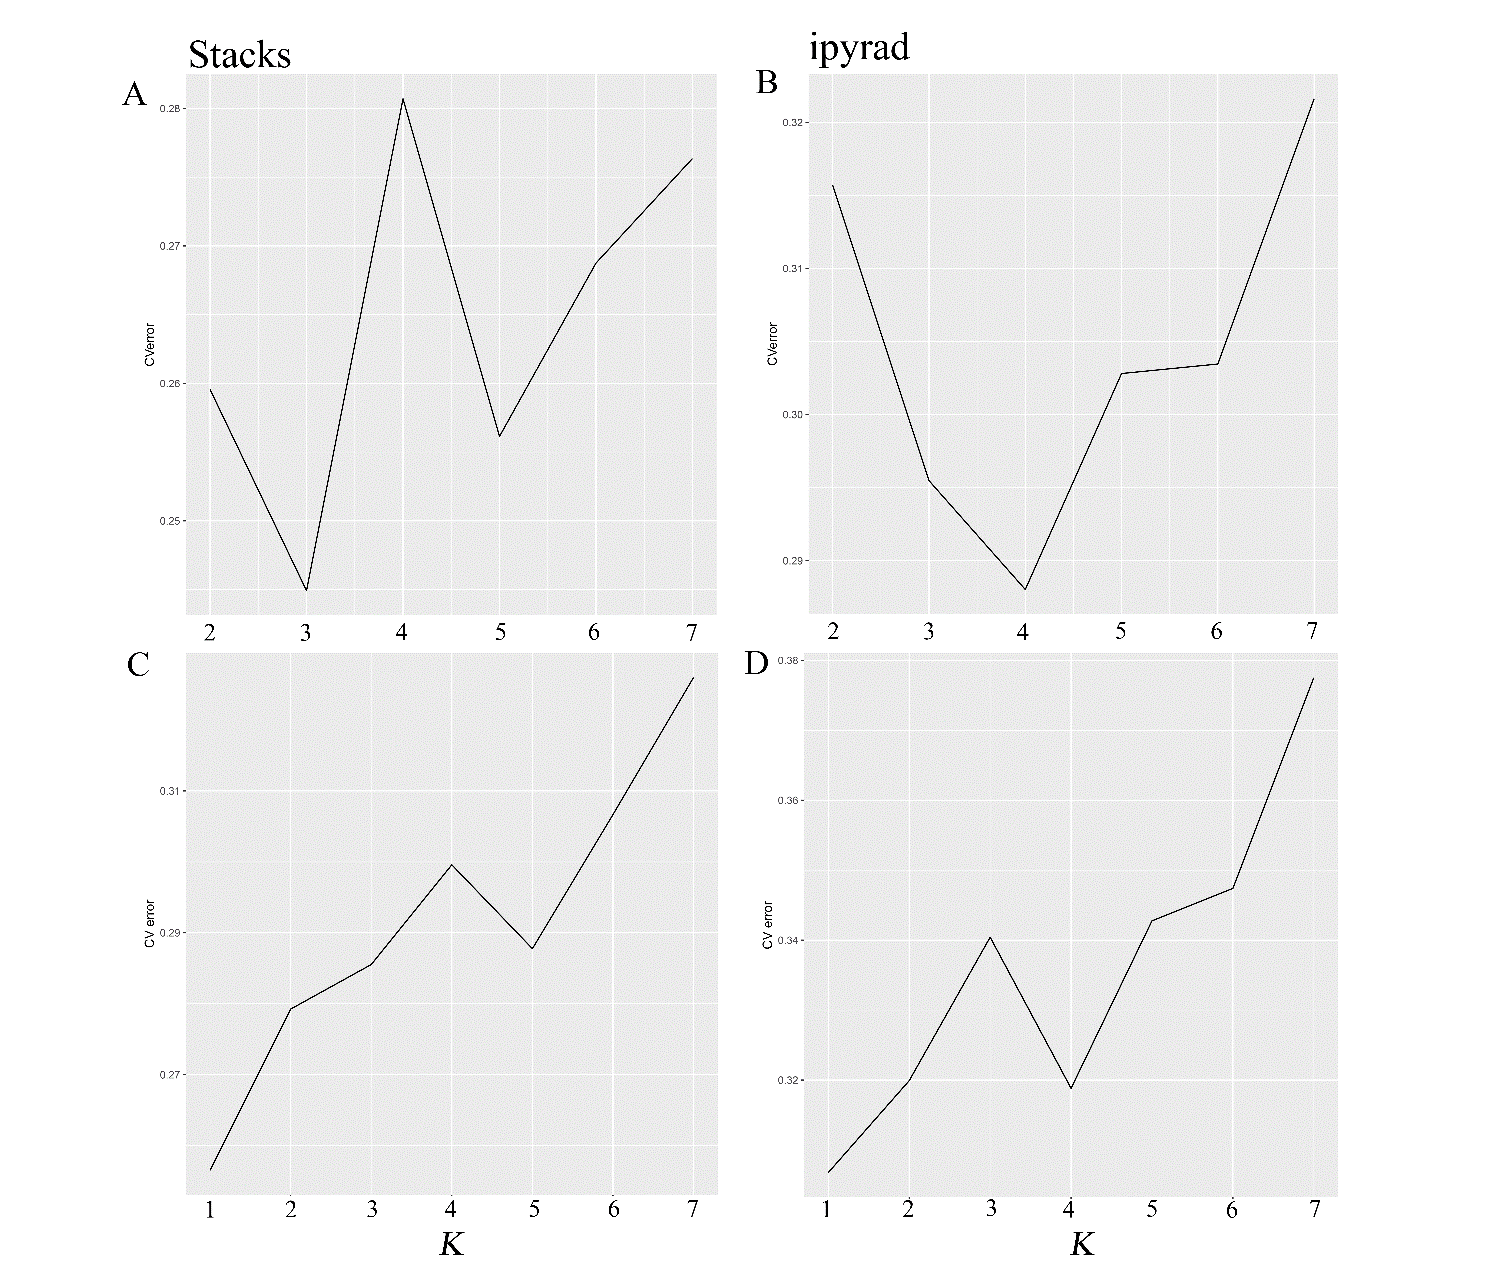 Stacks
ipyrad
A
0.28
0.27
0.26
0.25
CVerror
2 3 4 5 6 7
B
0.32
0.31
0.30
0.29
CVerror
2 3 4 5 6 7
C
0.31
0.29
0.27
CV error
1 2 3 4 5 6 7
K
D
0.38
0.36
0.34
0.32
CV error
1 2 3 4 5 6 7
K